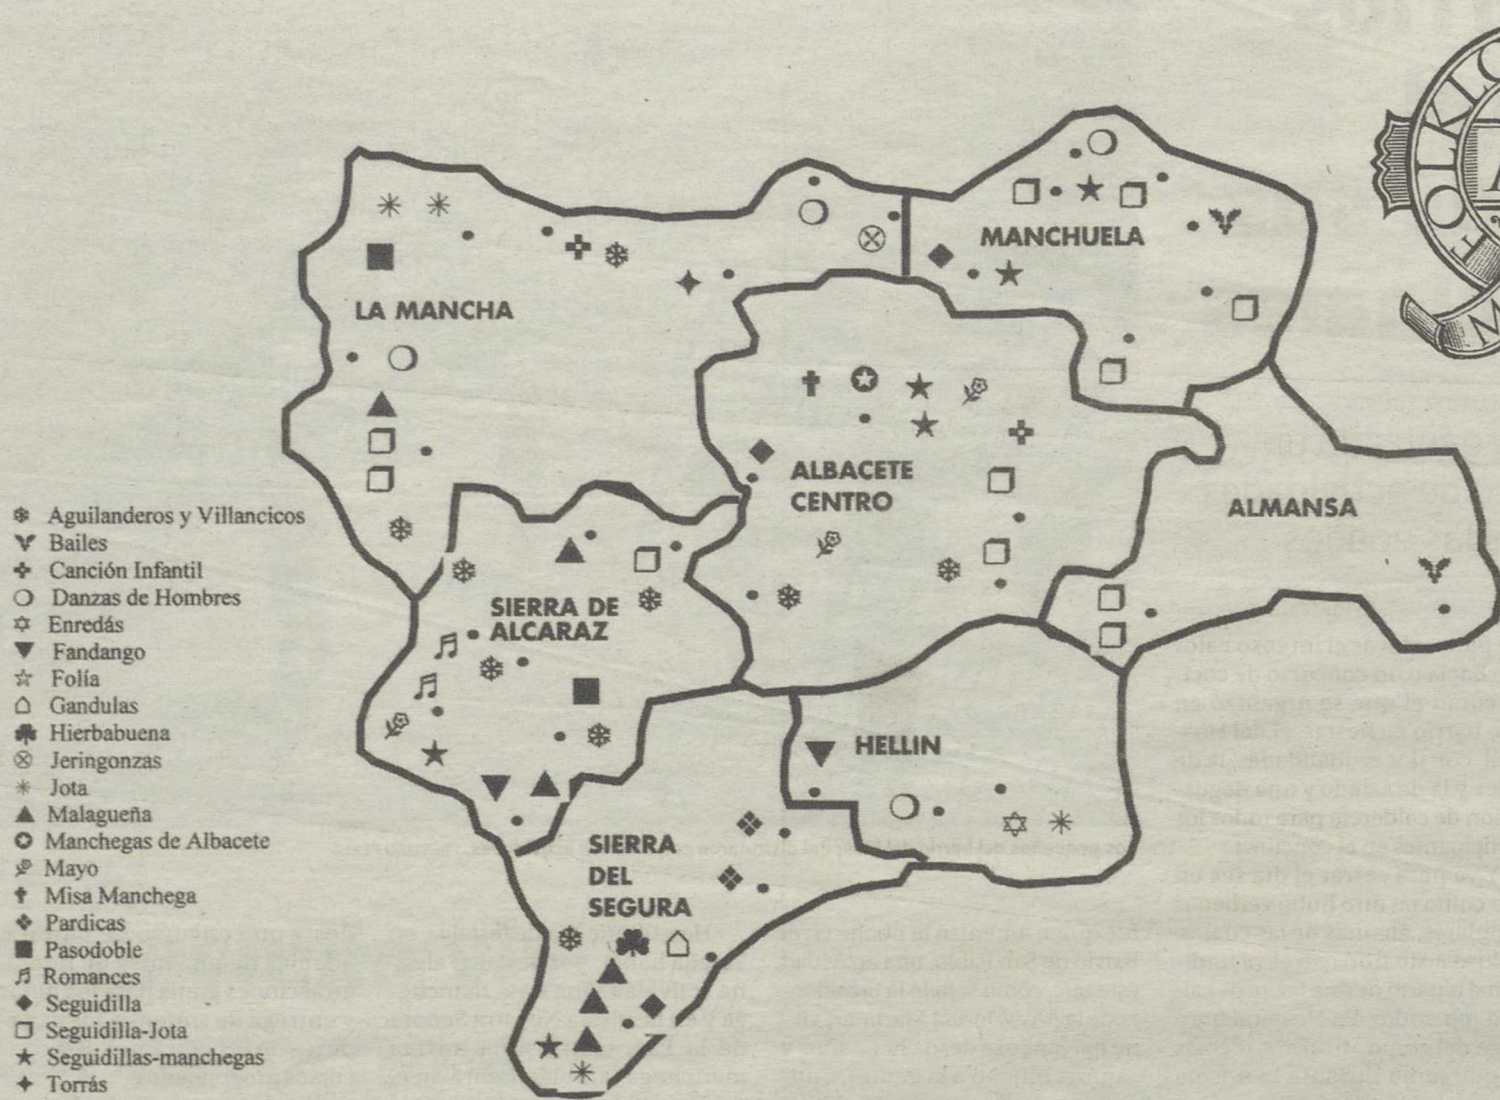 FOLKLO
M
MANCHUELA
LA MANCHA
ALBACETE
CENTRO
ALMANSA
SIERRA DE
ALCARAZ
HELLIN
SIERRA
DEL
SEGURA
Aguilanderos y Villancicos
Bailes
Canción Infantil
Danzas de Hombres
Enredás
Fandango
Folía
Gandulas
Hierbabuena
Jeringonzas
Jota
Malagueña
Manchegas de Albacete
Mayo
Misa Manchega
Pardicas
Pasodoble
Romances
Seguidilla
Seguidilla-Jota
Seguidillas-manchegas
Torrás